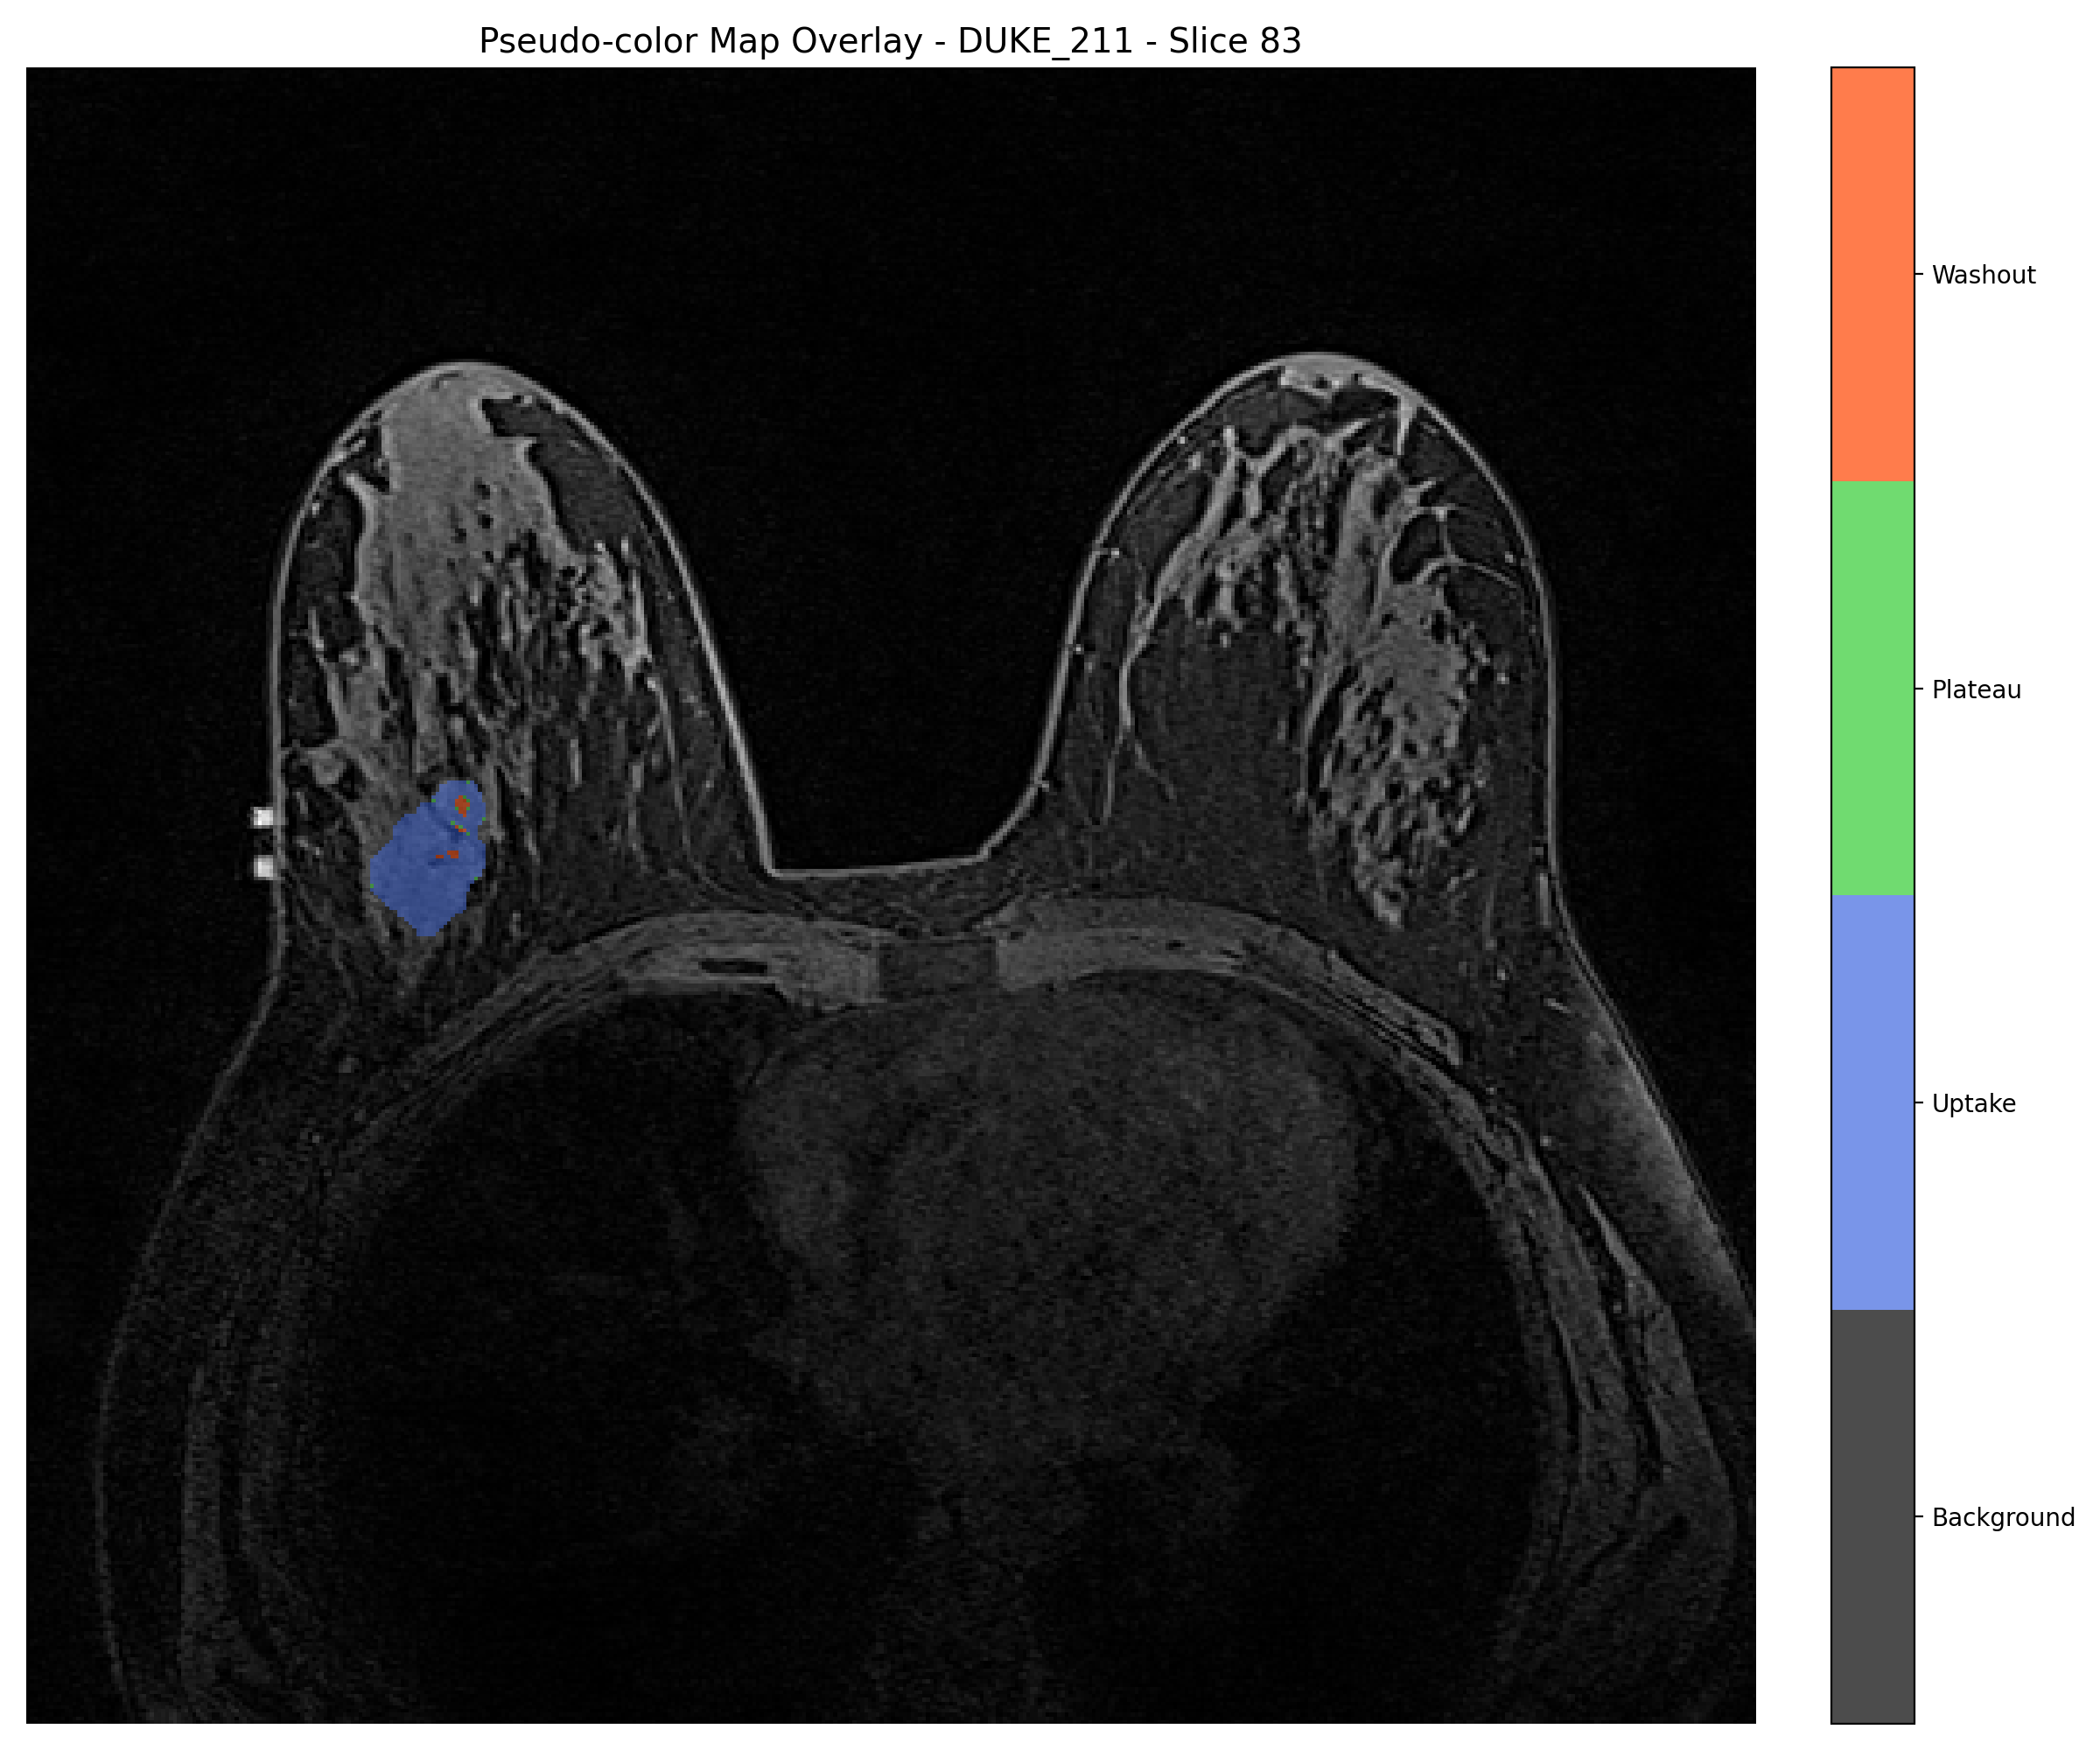 Pseudo-color Map Overlay - DUKE_211 - Slice 83
Washout
Plateau
Uptake
Background